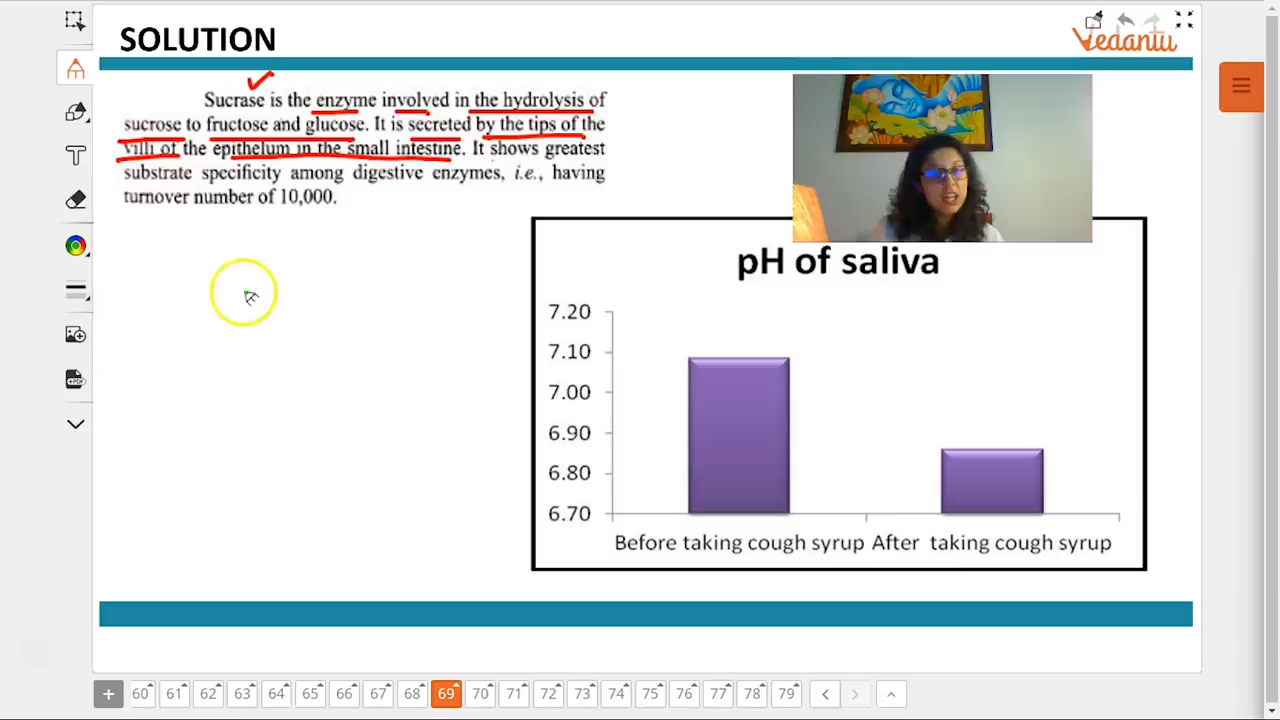 SOLUTION
Vedantu
Sucrase is the enzyme involved in the hydrolysis of
sucrose to fructose and glucose. It is secreted by the tips of the
villi of the epithelum in the small intestine. It shows greatest
substrate specificity among digestive enzymes, i.e., having
turnover number of 10,000.
pH of saliva
7.20
7.10
7.00
6.90
6.80
6.70
Before taking cough syrup After taking cough syrup
T
+PDF
+ 60 61 62 63 64 65 66 67 68 69 70 71 72 73 74 75 76 77 78 79